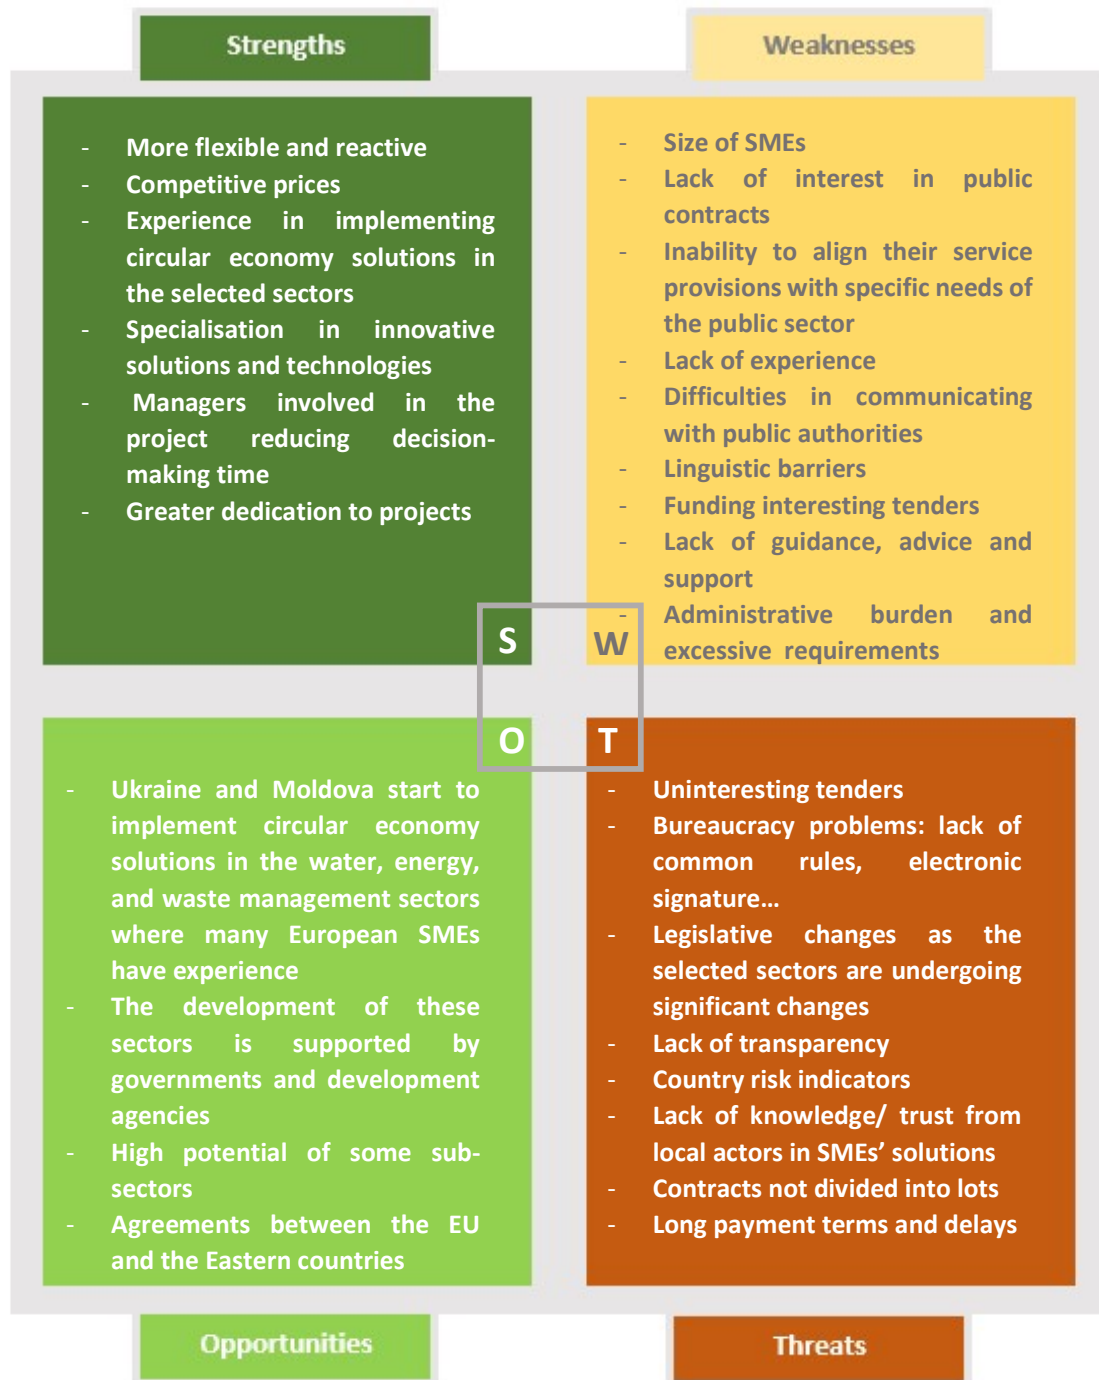 Strengths
- More flexible and reactive
- Competitive prices
- Experience in implementing
circular economy solutions in
the selected sectors
- Specialisation in innovative
solutions and technologies
- Managers involved in the
project reducing decision-
making time
- Greater dedication to projects
S
Weaknesses
- Size of SMEs
- Lack of interest in public
contracts
- Inability to align their service
provisions with specific needs of
the public sector
- Lack of experience
- Difficulties in communicating
with public authorities
- Linguistic barriers
- Funding interesting tenders
- Lack of guidance, advice and
support
- Administrative burden and
excessive requirements
W
O
- Ukraine and Moldova start to
implement circular economy
solutions in the water, energy,
and waste management sectors
where many European SMEs
have experience
- The development of these
sectors is supported by
governments and development
agencies
- High potential of some sub-
sectors
- Agreements between the EU
and the Eastern countries
Opportunities
T
- Uninteresting tenders
- Bureaucracy problems: lack of
common rules, electronic
signature…
- Legislative changes as the
selected sectors are undergoing
significant changes
- Lack of transparency
- Country risk indicators
- Lack of knowledge/ trust from
local actors in SMEs’ solutions
- Contracts not divided into lots
- Long payment terms and delays
Threats